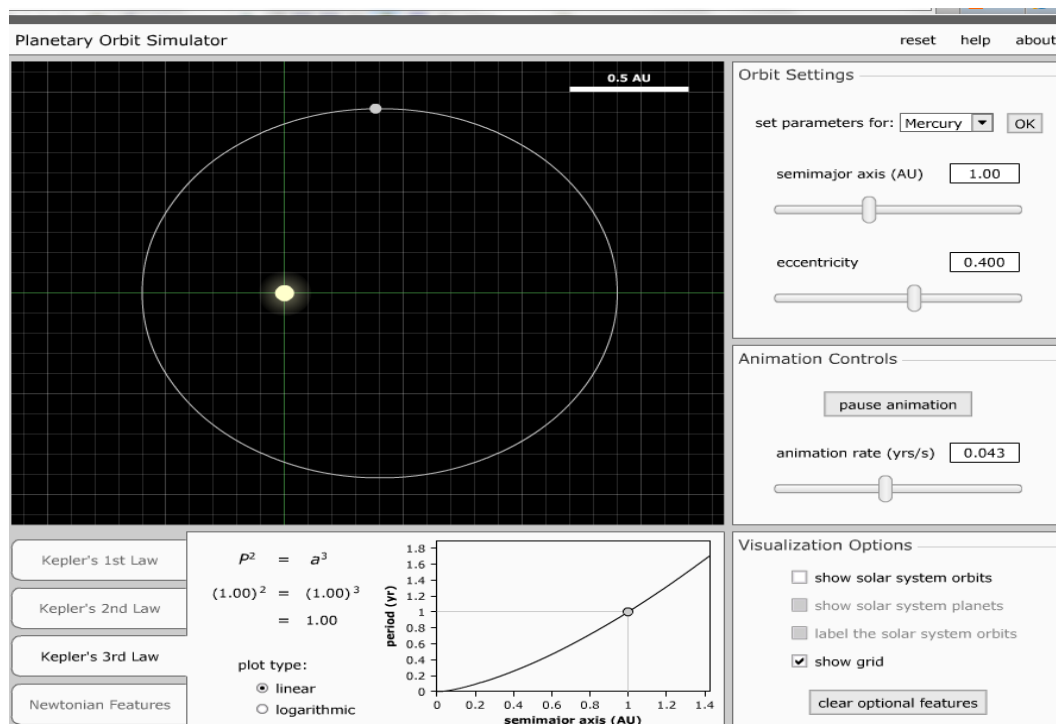 Planetary Orbit Simulator
reset help about
0.5 AU
Orbit Settings
set parameters for: Mercury OK
semimajor axis (AU) 1.00
eccentricity 0.400
Animation Controls
pause animation
animation rate (yrs/s) 0.043
Kepler's 1st Law
Kepler's 2nd Law
Kepler's 3rd Law
Newtonian Features
P² = a³
(1.00)² = (1.00)³
= 1.00
plot type:
linear
logarithmic
period (yr)
1.8
1.6
1.4
1.2
1
0.8
0.6
0.4
0.2
0
0 0.2 0.4 0.6 0.8 1.0 1.2 1.4
semimajor axis (AU)
Visualization Options
show solar system orbits
show solar system planets
label the solar system orbits
show grid
clear optional features